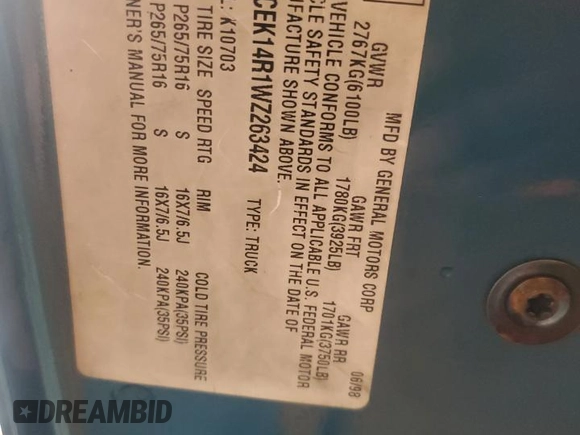 MFD BY GENERAL MOTORS CORP 06/98
GVWR GAWR FRT GAWR RR
2767KG(6100LB) 1780KG(3925LB) 1701KG(3750LB)
VEHICLE CONFORMS TO ALL APPLICABLE U.S. FEDERAL MOTOR
SAFETY STANDARDS IN EFFECT ON THE DATE OF
SHOWN ABOVE.
CEK14R1WZ263424 TYPE: TRUCK
K10703
TIRE SIZE SPEED RTG RIM COLD TIRE PRESSURE
P265/75R16 S 16X7/6.5J 240KPA(35PSI)
P265/75R16 S 16X7/6.5J 240KPA(35PSI)
MANUAL FOR MORE INFORMATION.
DREAMBID